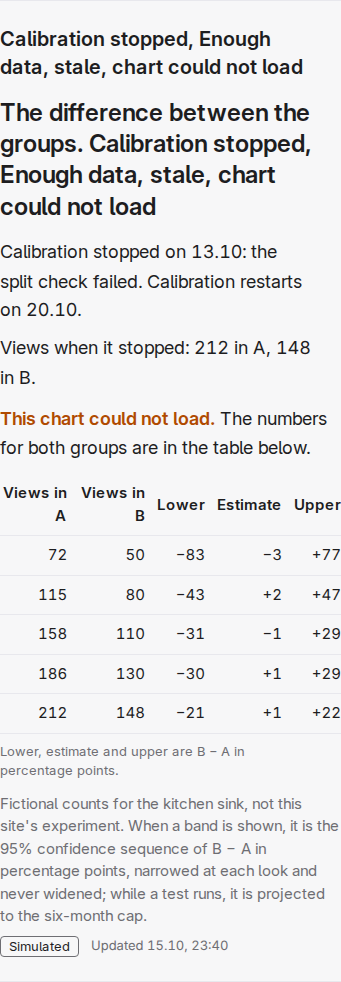 Calibration stopped, Enough
data, stale, chart could not load
The difference between the
groups. Calibration stopped,
Enough data, stale, chart
could not load
Calibration stopped on 13.10: the
split check failed. Calibration restarts
on 20.10.
Views when it stopped: 212 in A, 148
in B.
This chart could not load. The numbers
for both groups are in the table below.
Views in A Views in B Lower Estimate Upper
72 50 −83 −3 +77
115 80 −43 +2 +47
158 110 −31 −1 +29
186 130 −30 +1 +29
212 148 −21 +1 +22
Lower, estimate and upper are B − A in
percentage points.
Fictional counts for the kitchen sink, not this
site's experiment. When a band is shown, it is the
95% confidence sequence of B − A in
percentage points, narrowed at each look and
never widened; while a test runs, it is projected
to the six-month cap.
Simulated Updated 15.10, 23:40